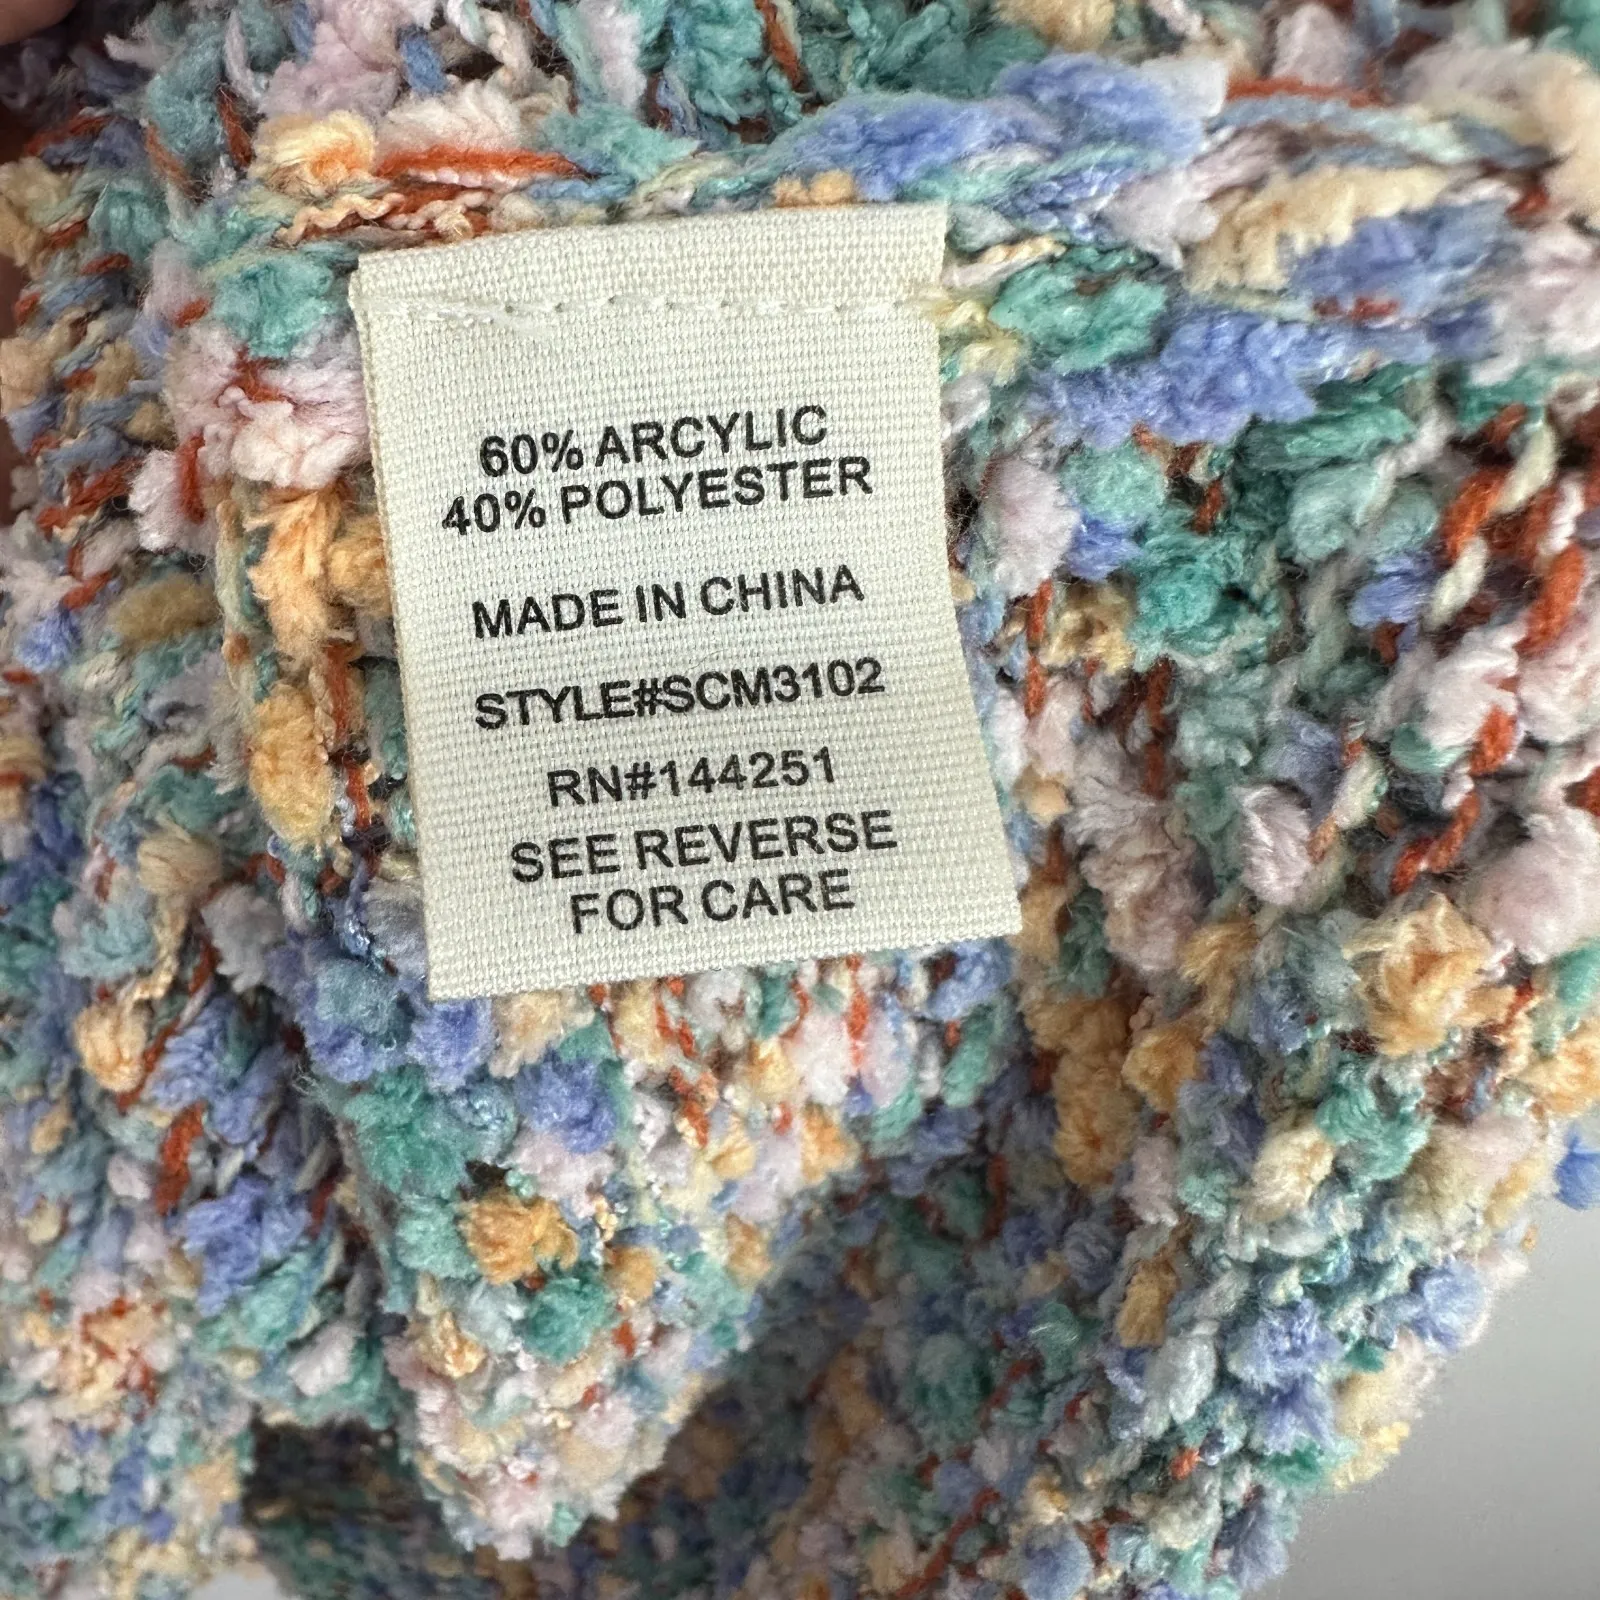 60% ARCYLIC
40% POLYESTER
MADE IN CHINA
STYLE#SCM3102
RN#144251
SEE REVERSE
FOR CARE